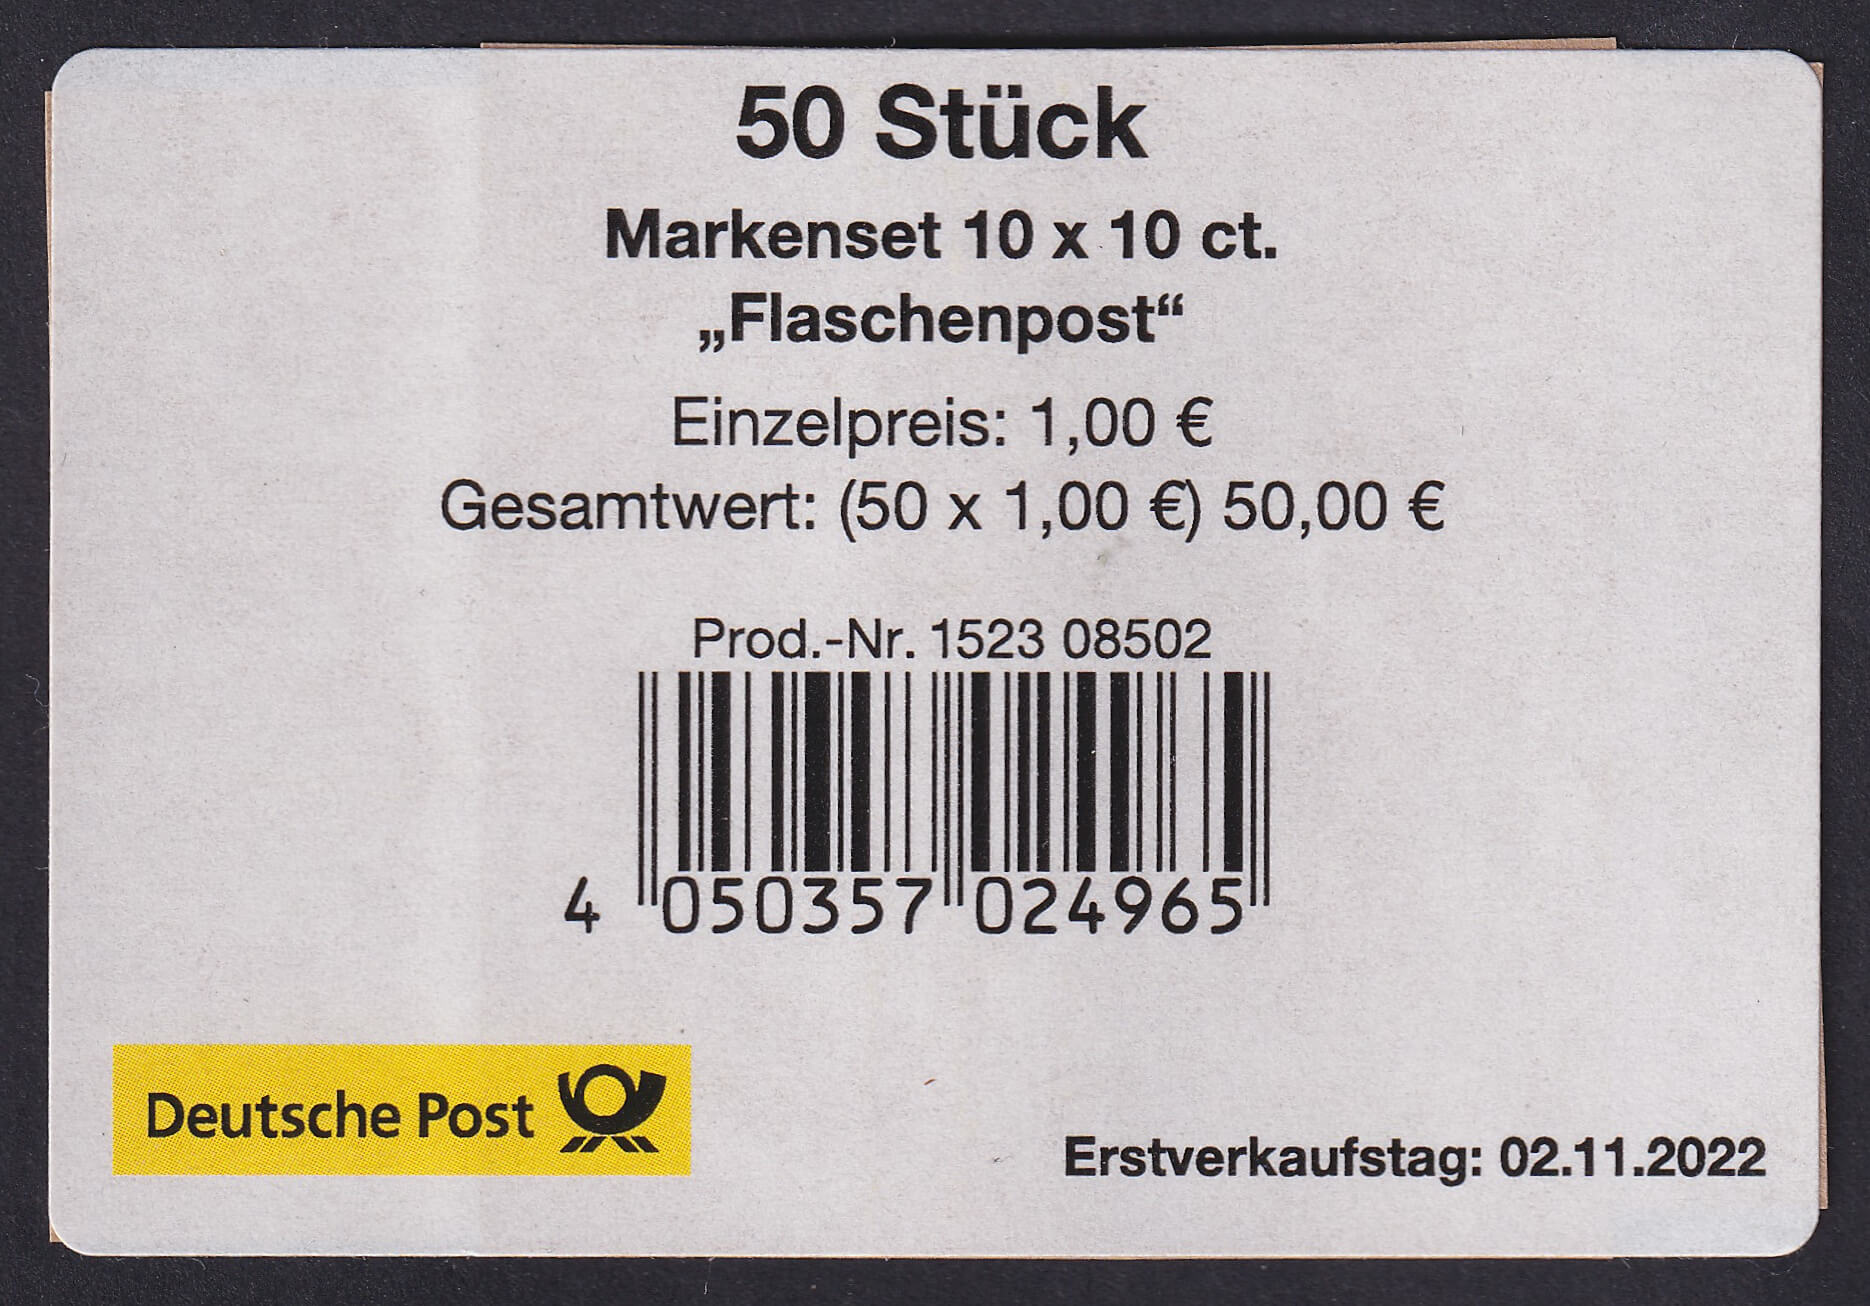 50 Stück
Markenset 10 x 10 ct.
„Flaschenpost“
Einzelpreis: 1,00 €
Gesamtwert: (50 x 1,00 €) 50,00 €
Prod.-Nr. 1523 08502
4 050357 024965
Deutsche Post
Erstverkaufstag: 02.11.2022